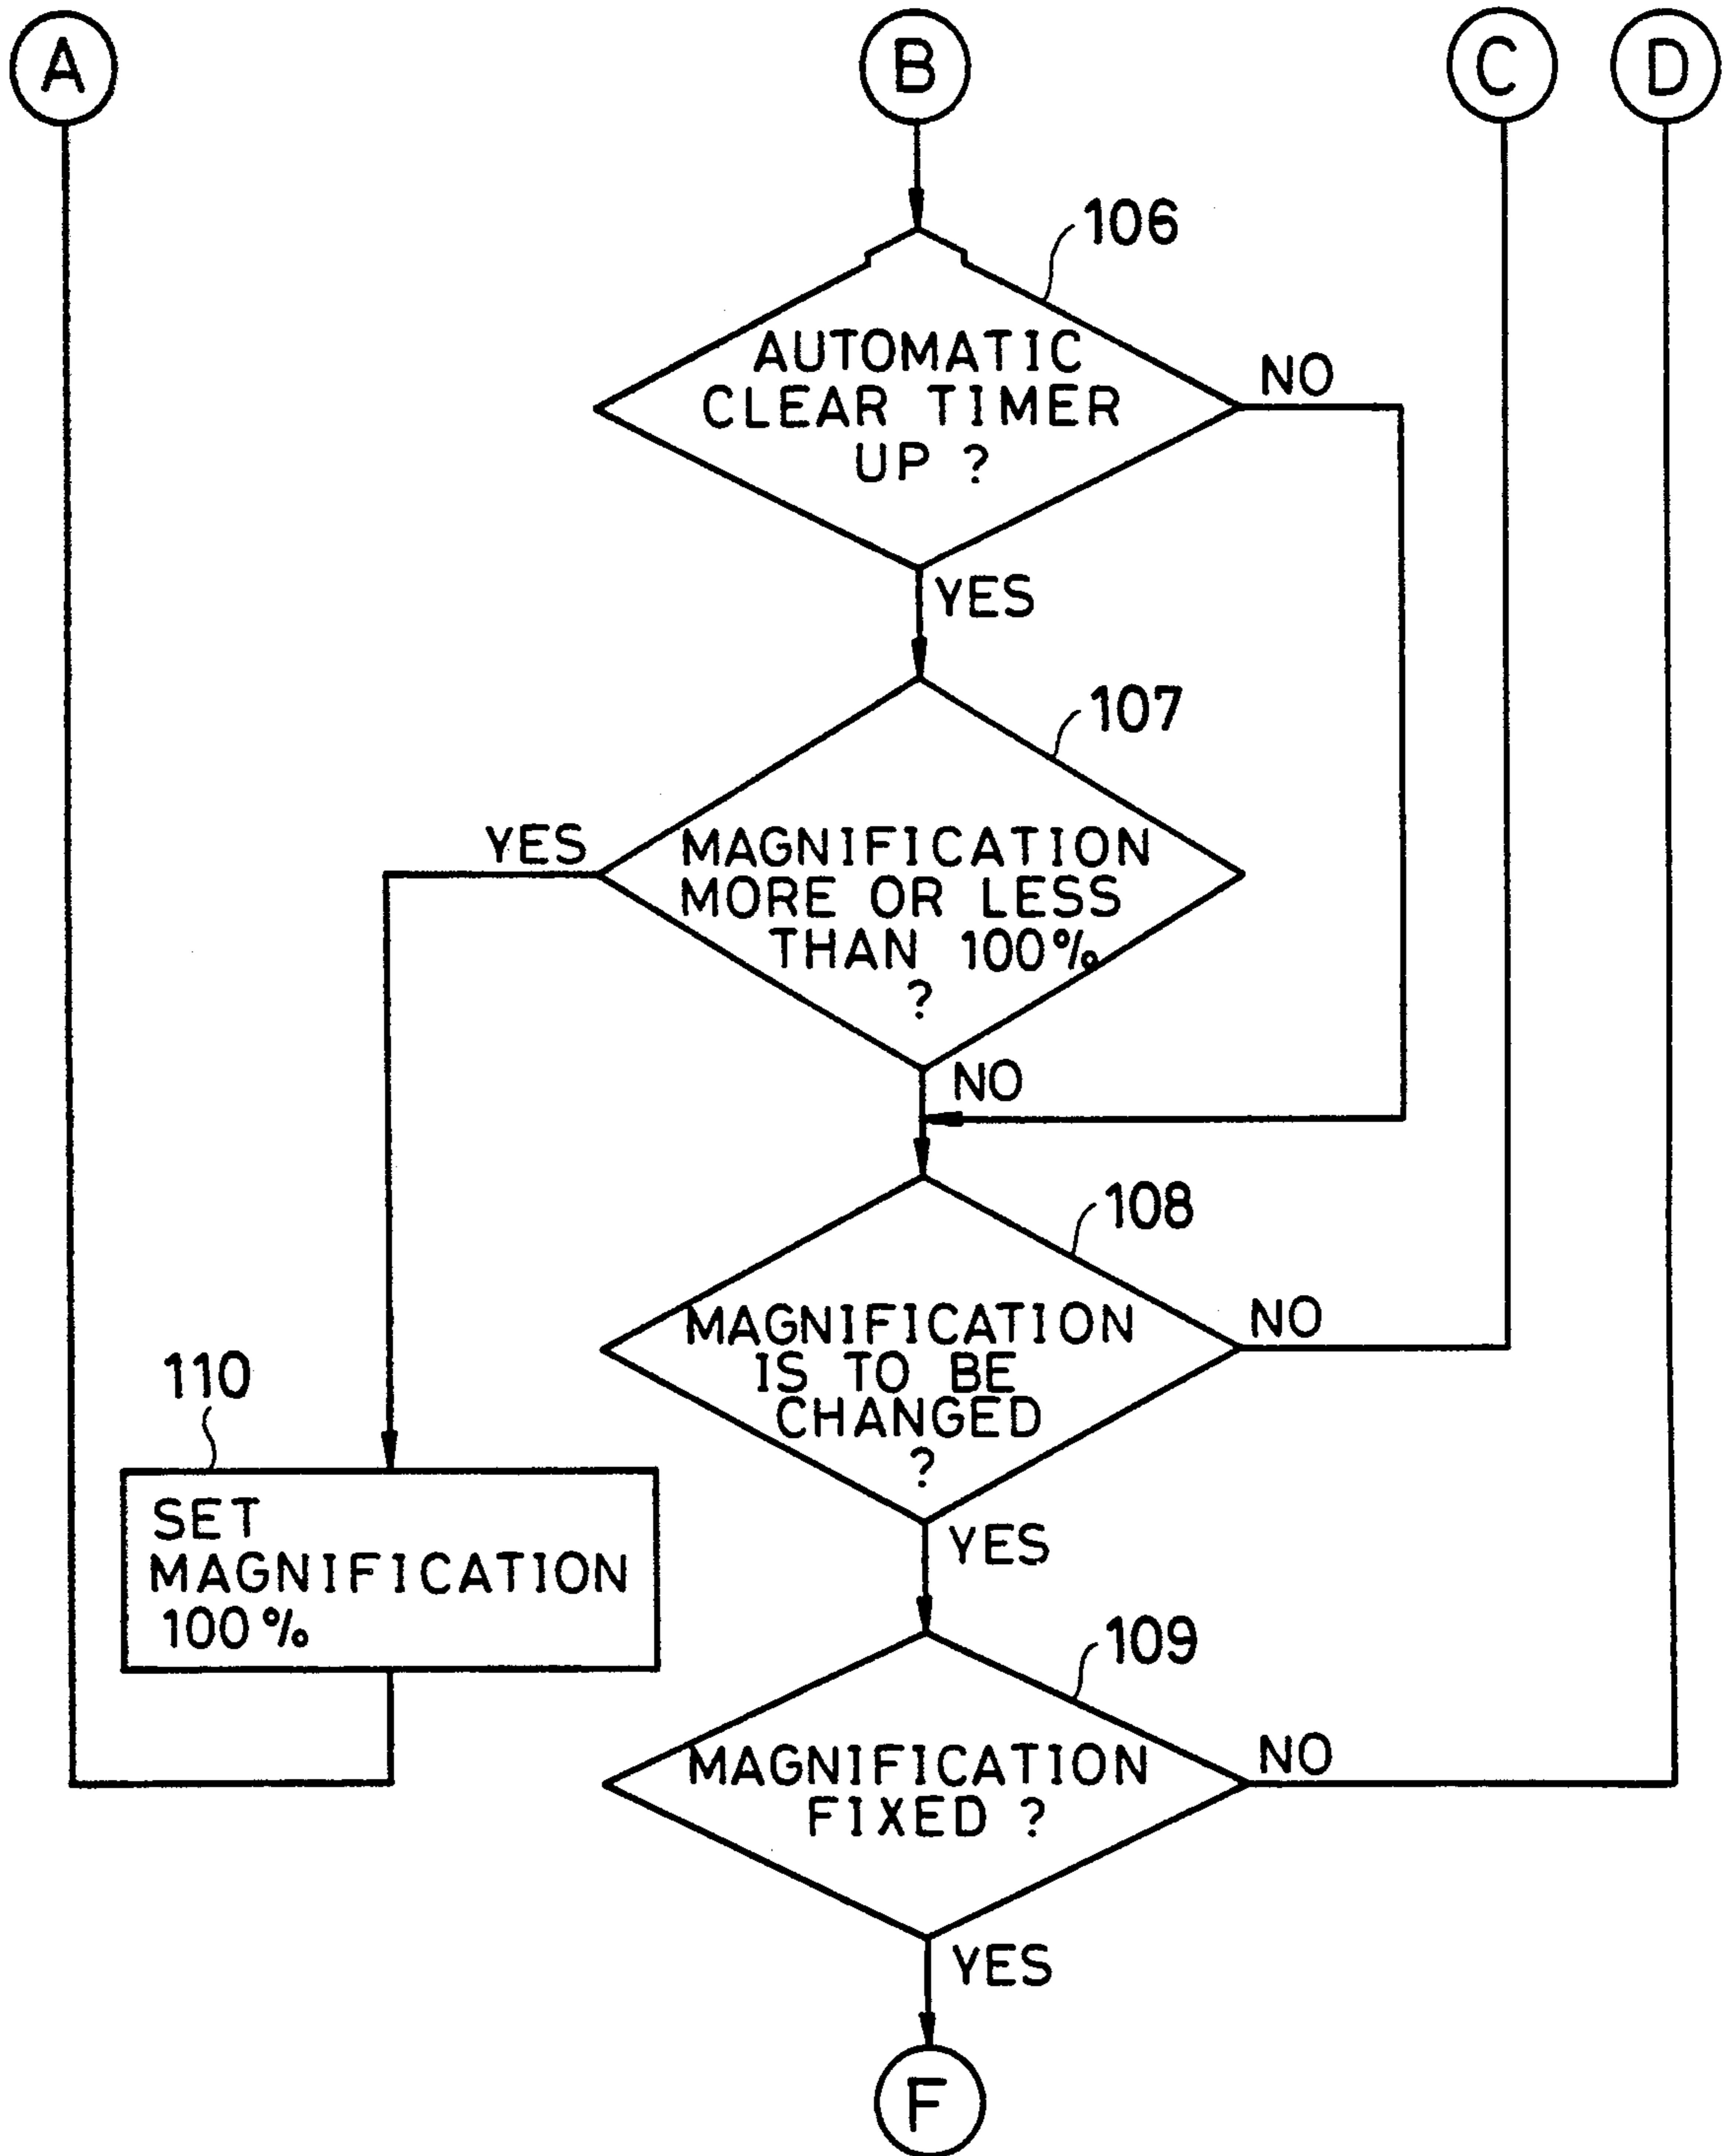 A
B
C
D
106
AUTOMATIC
CLEAR TIMER
UP ?
NO
YES
107
YES
MAGNIFICATION
MORE OR LESS
THAN 100%
?
NO
108
MAGNIFICATION
IS TO BE
CHANGED
?
NO
110
SET
MAGNIFICATION
100%
YES
109
MAGNIFICATION
FIXED ?
NO
YES
F